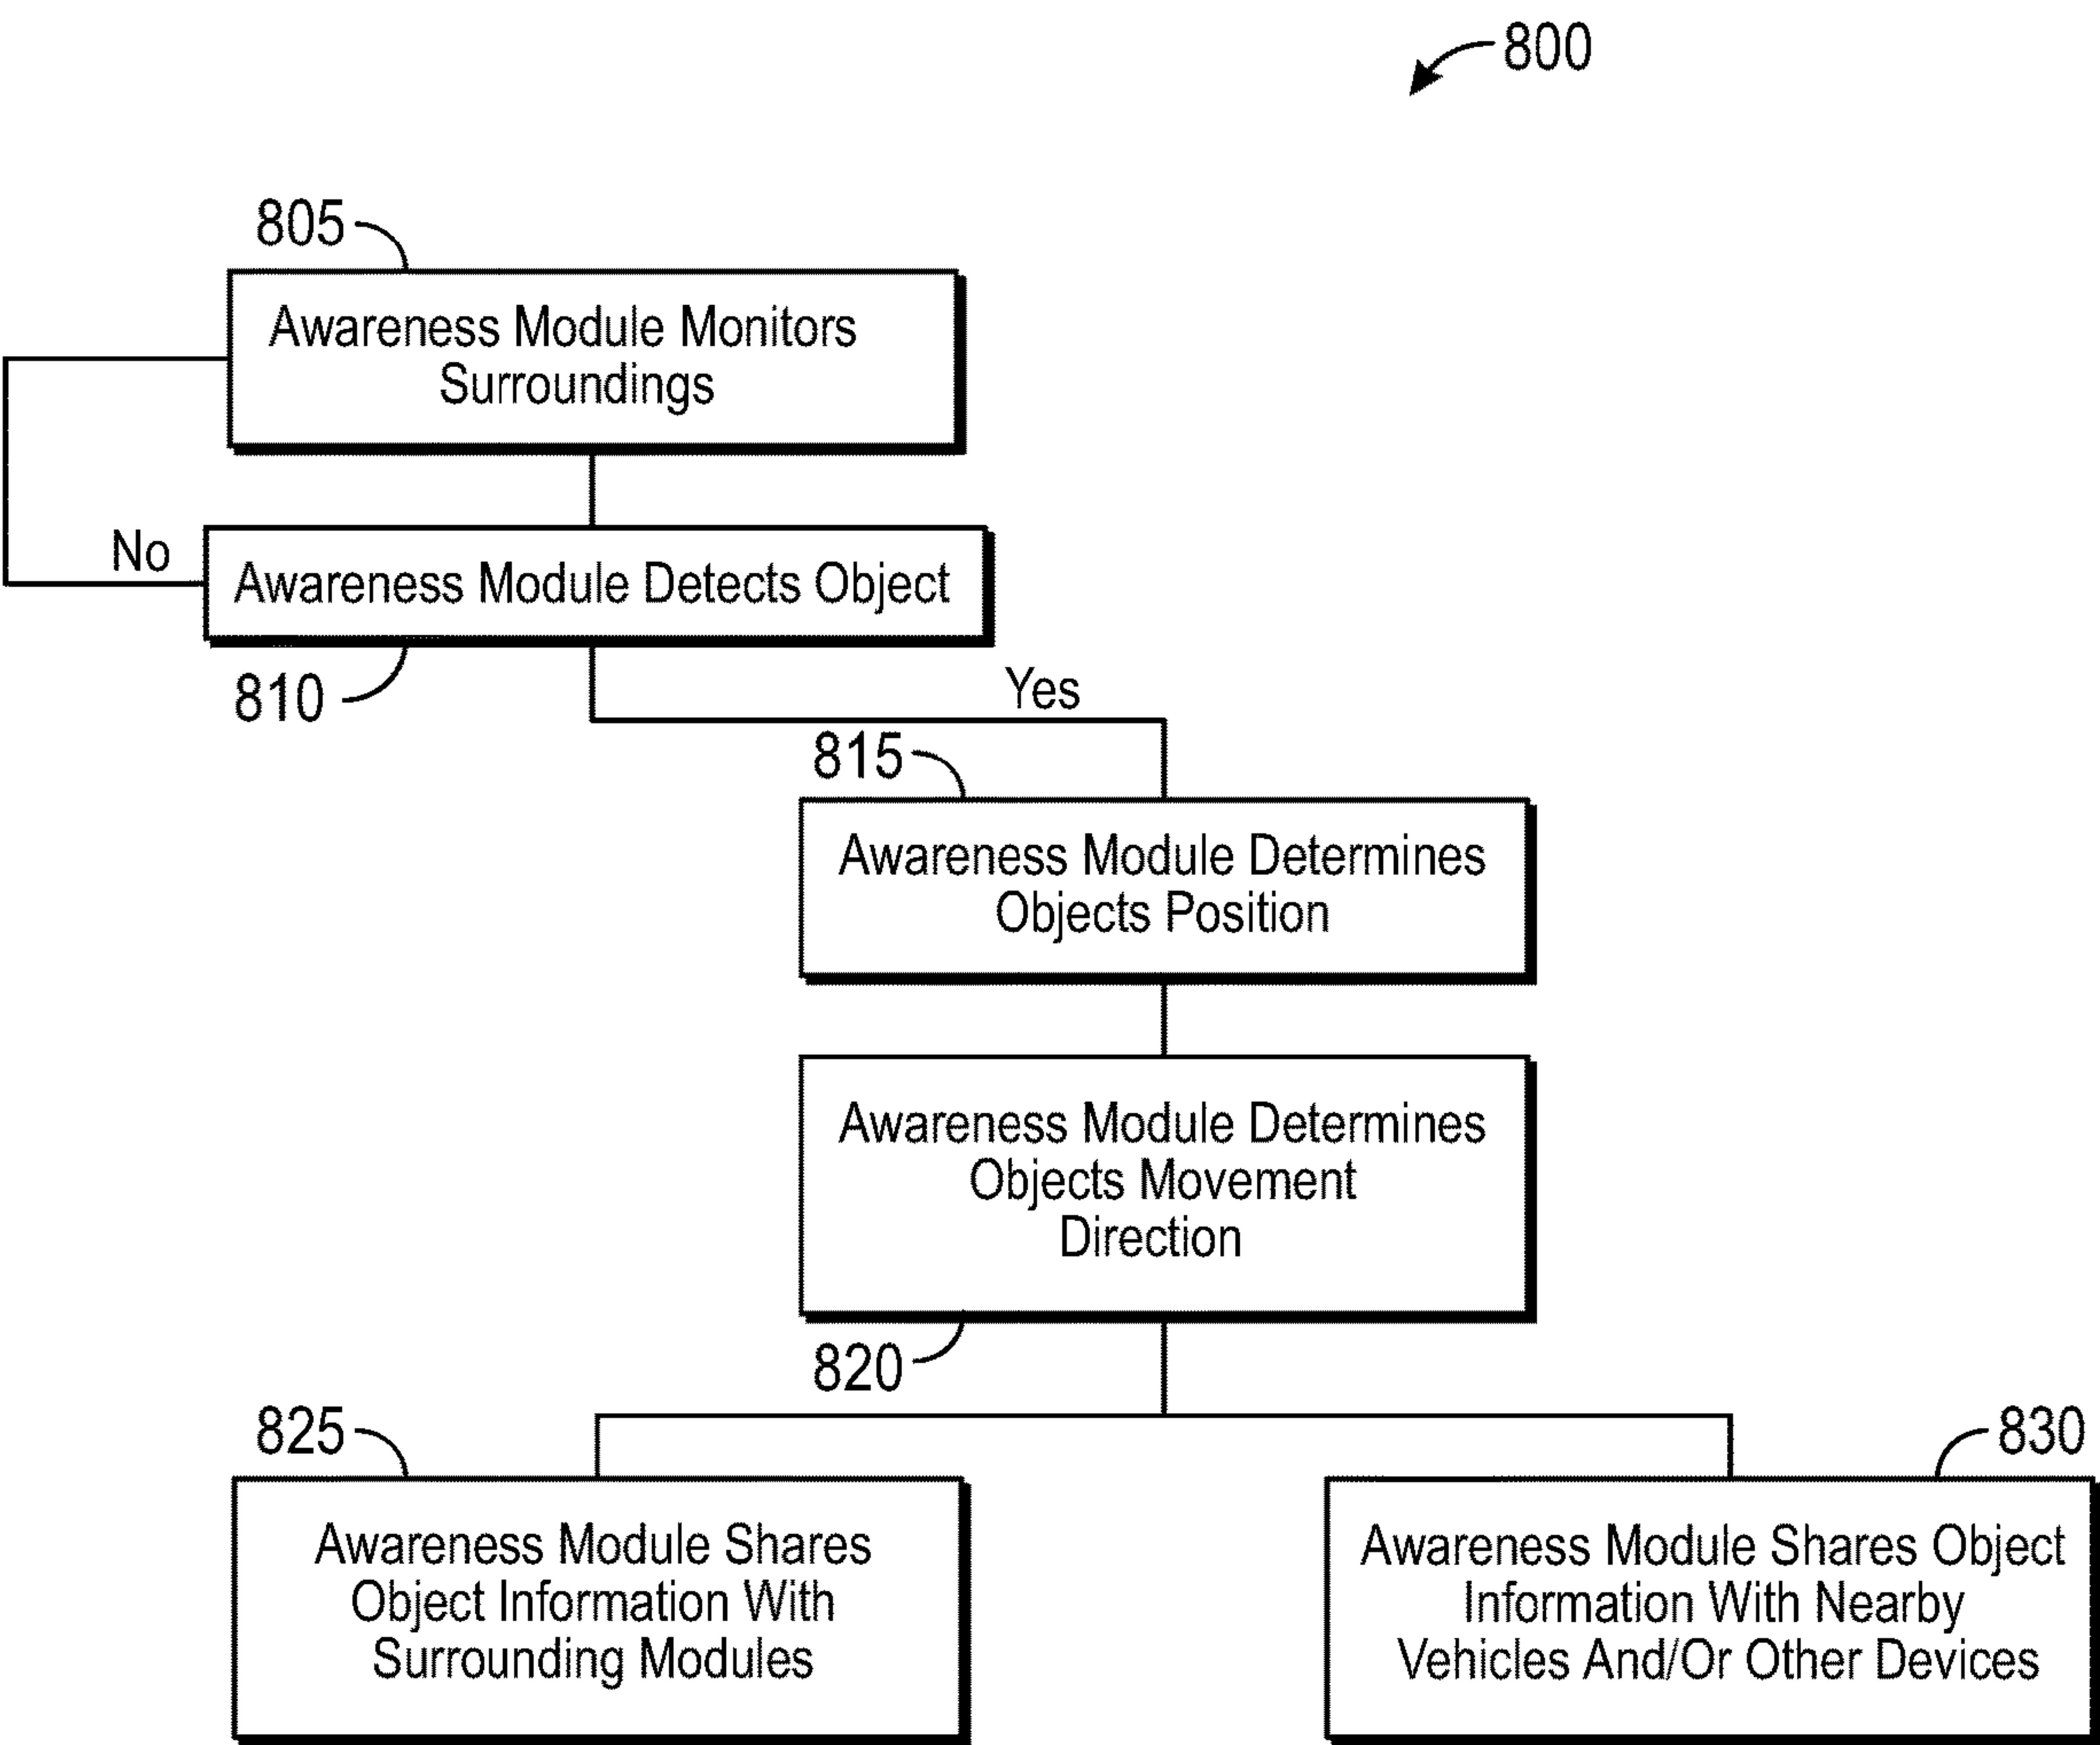 800
805
Awareness Module Monitors
Surroundings
No
Awareness Module Detects Object
810
Yes
815
Awareness Module Determines
Objects Position
Awareness Module Determines
Objects Movement
Direction
820
825
Awareness Module Shares
Object Information With
Surrounding Modules
830
Awareness Module Shares Object
Information With Nearby
Vehicles And/Or Other Devices